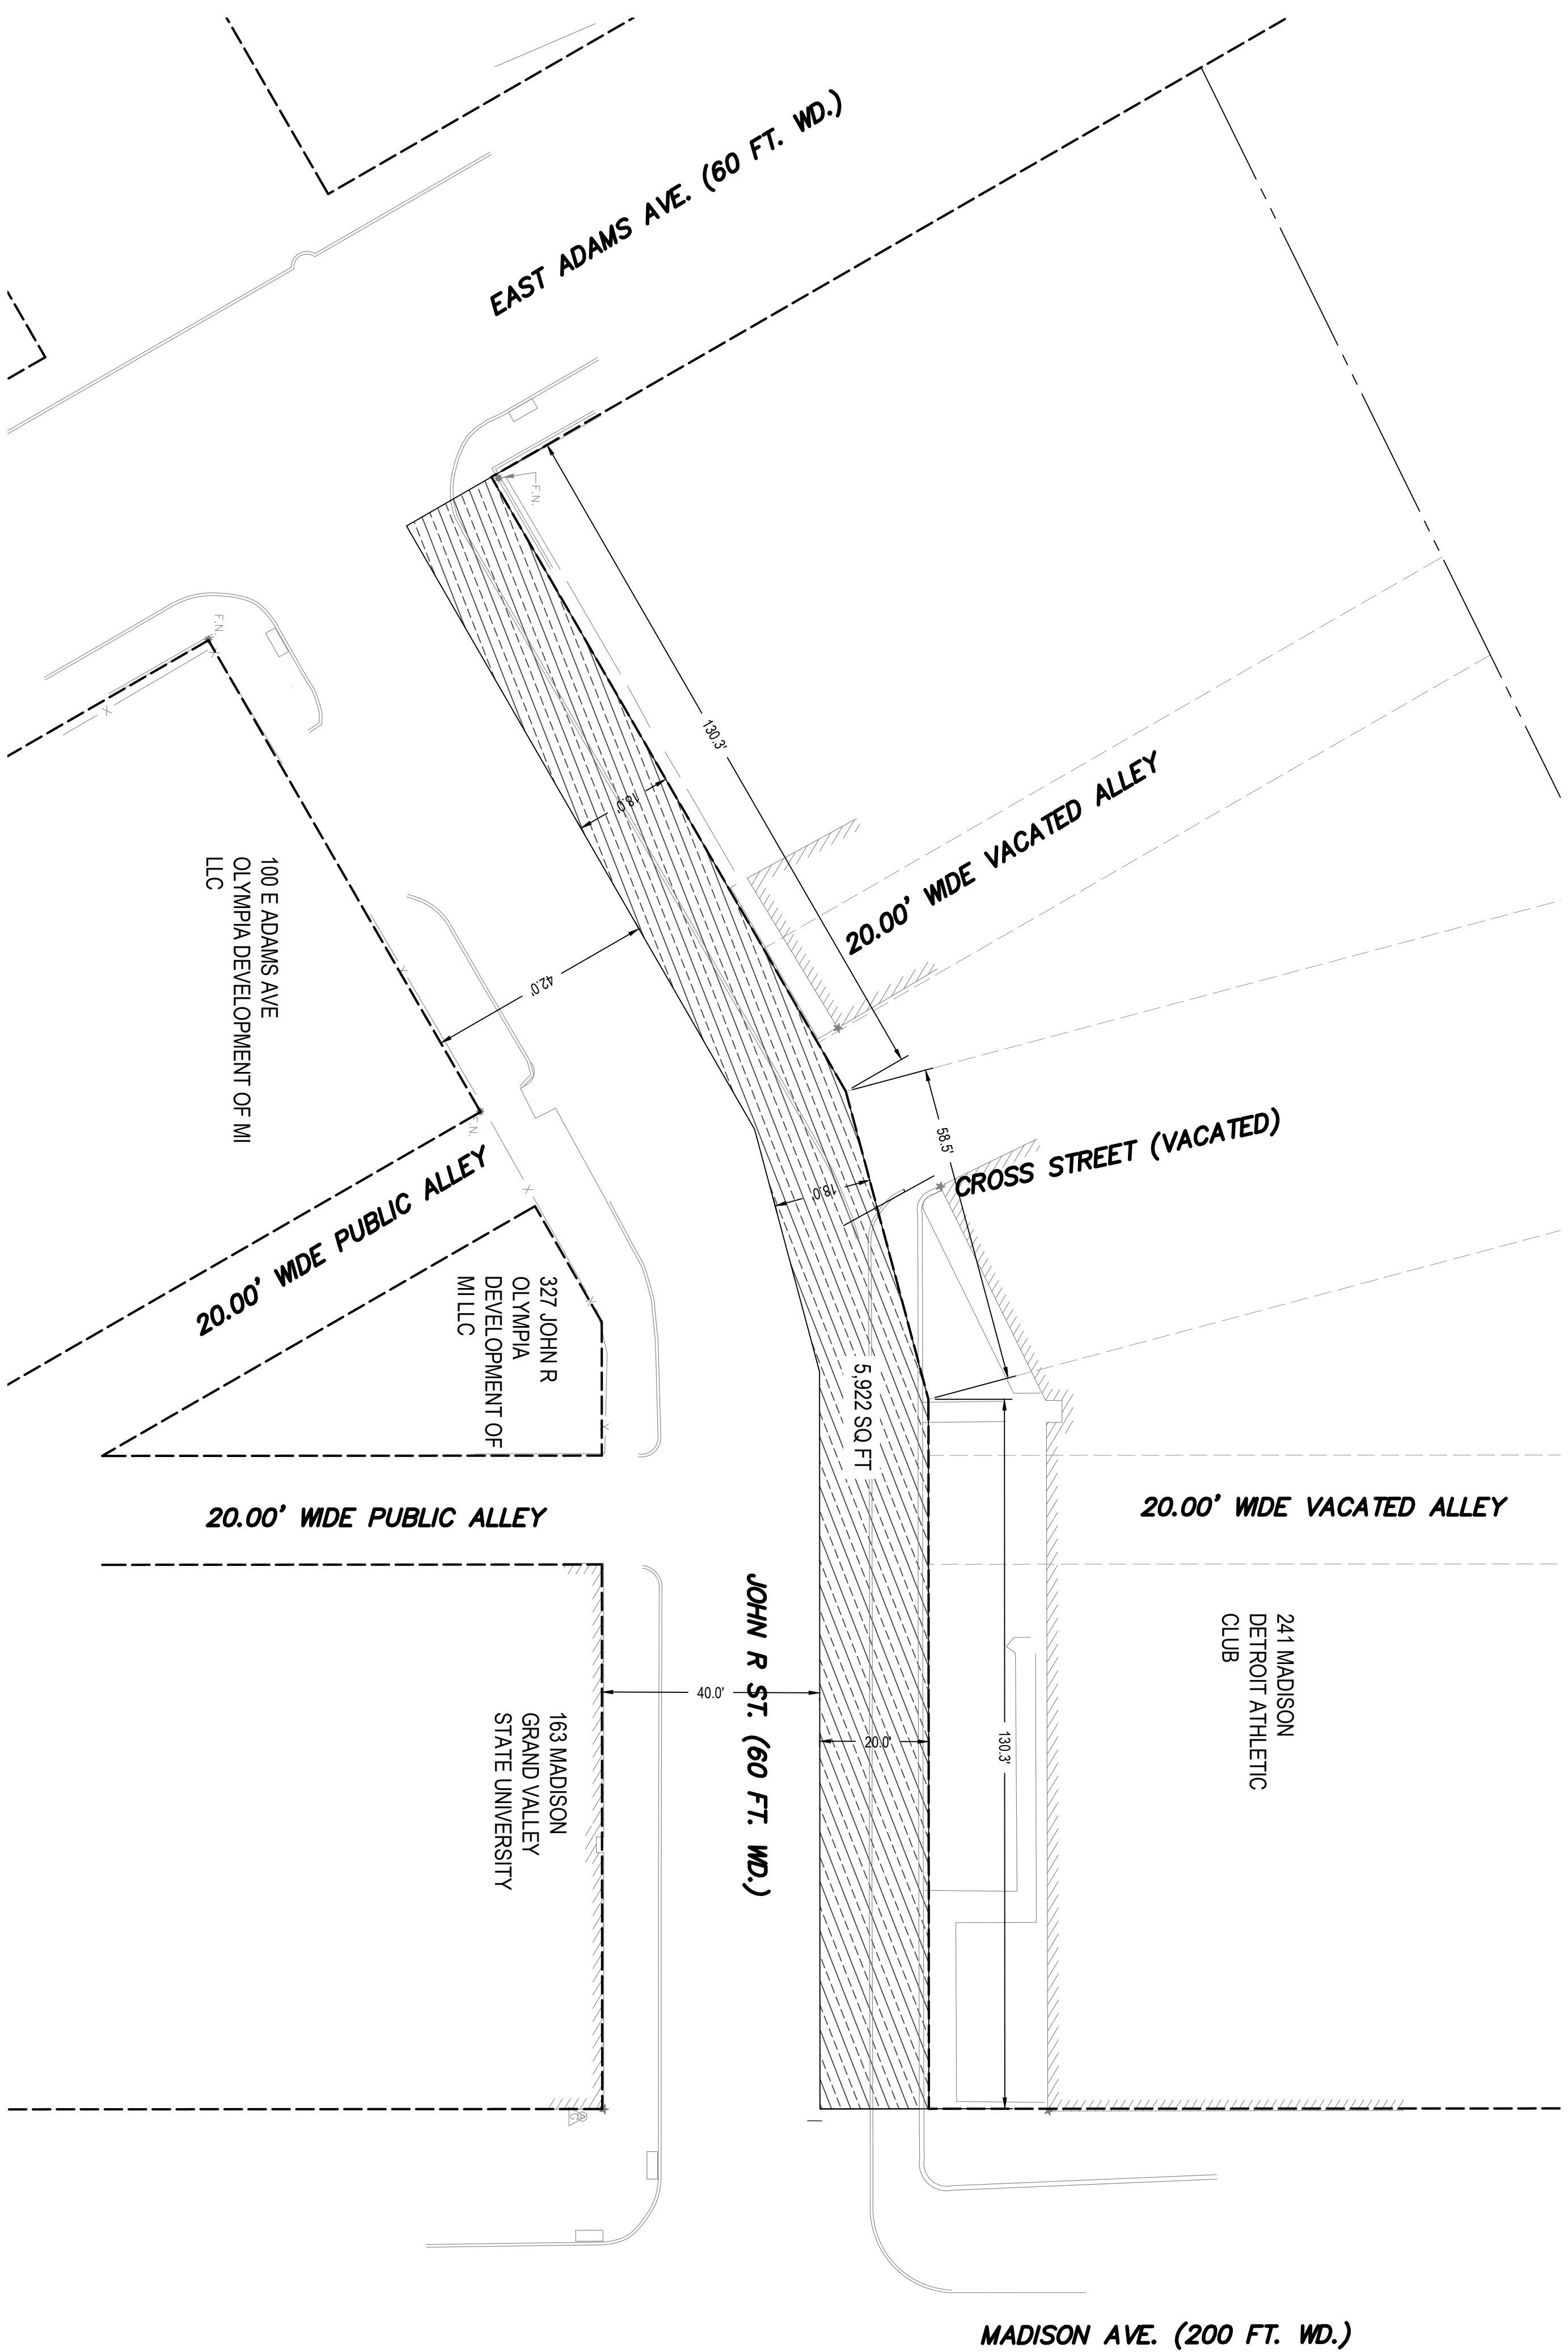 EAST ADAMS AVE. (60 FT. WD.)
F.N.
F.N.
130.3'
18.0'
20.00' WIDE VACATED ALLEY
100 E ADAMS AVE
OLYMPIA DEVELOPMENT OF MI
LLC
42.0'
F.N.
58.5'
CROSS STREET (VACATED)
18.0'
20.00' WIDE PUBLIC ALLEY
327 JOHN R
OLYMPIA
DEVELOPMENT OF
MI LLC
5,922 SQ FT
20.00' WIDE PUBLIC ALLEY
20.00' WIDE VACATED ALLEY
JOHN R ST. (60 FT. WD.)
241 MADISON
DETROIT ATHLETIC
CLUB
40.0'
20.0'
130.3'
163 MADISON
GRAND VALLEY
STATE UNIVERSITY
MADISON AVE. (200 FT. WD.)